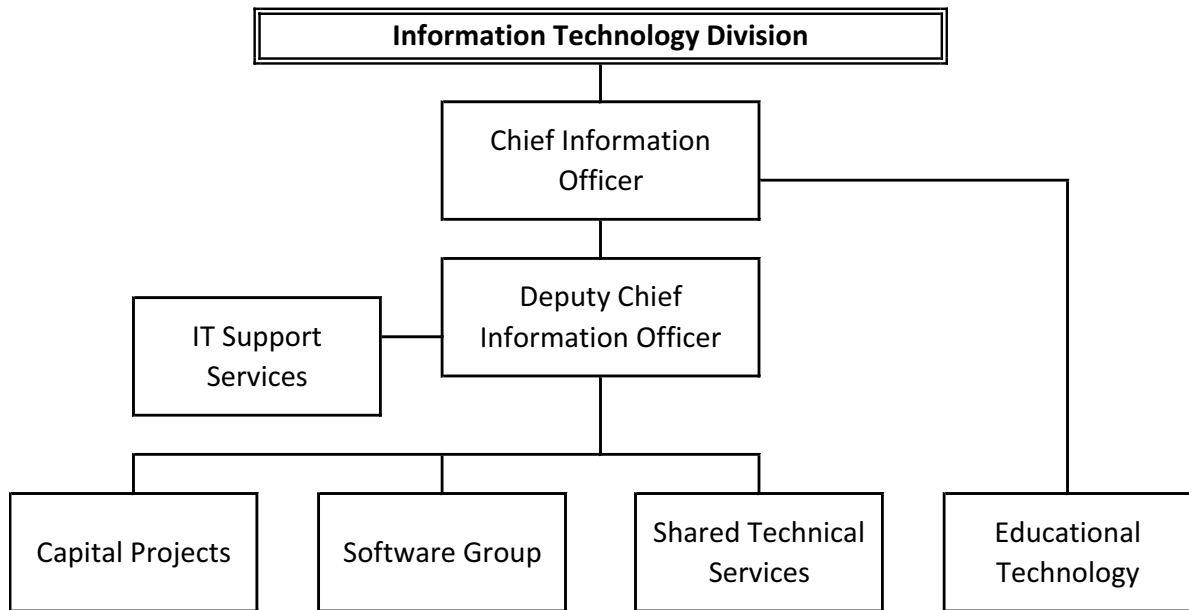 Information Technology Division
Chief Information
Officer
Deputy Chief
Information Officer
IT Support
Services
Capital Projects
Software Group
Shared Technical
Services
Educational
Technology